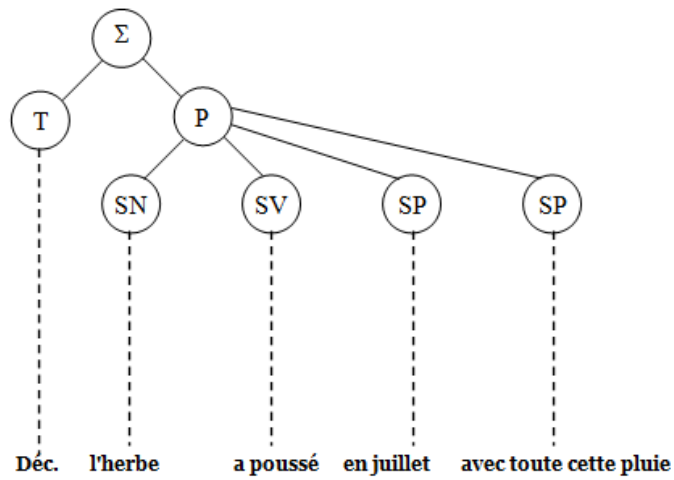 Σ
T P
SN SV SP SP
Déc. l'herbe a poussé en juillet avec toute cette pluie